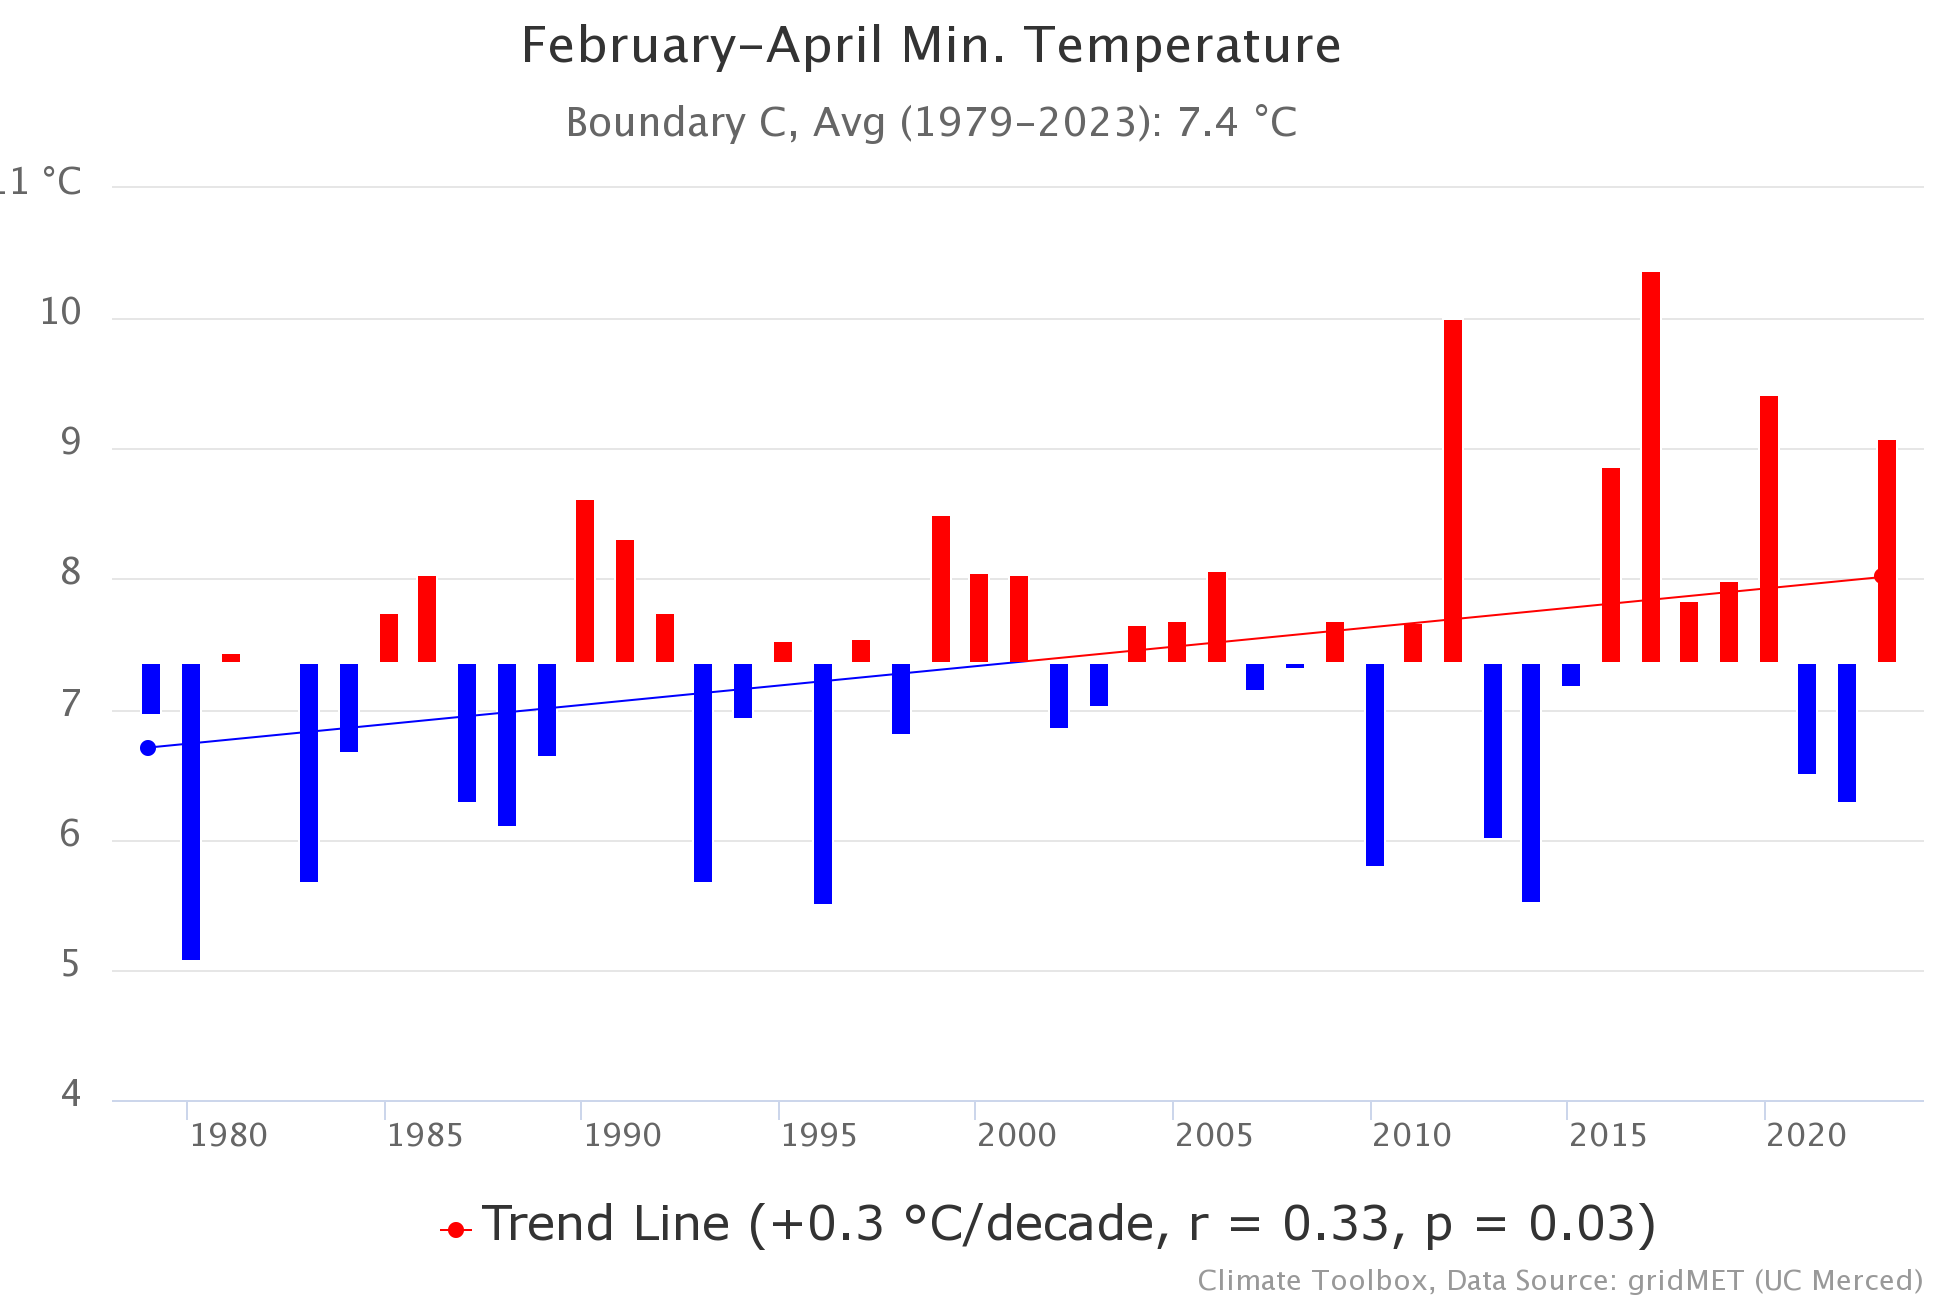 February–April Min. Temperature
Boundary C, Avg (1979–2023): 7.4 °C
11 °C
10
9
8
7
6
5
4
1980 1985 1990 1995 2000 2005 2010 2015 2020
Trend Line (+0.3 °C/decade, r = 0.33, p = 0.03)
Climate Toolbox, Data Source: gridMET (UC Merced)